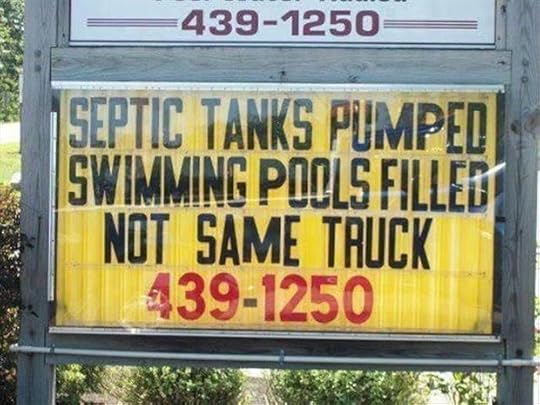 439-1250
SEPTIC TANKS PUMPED
SWIMMING POOLS FILLED
NOT SAME TRUCK
439-1250